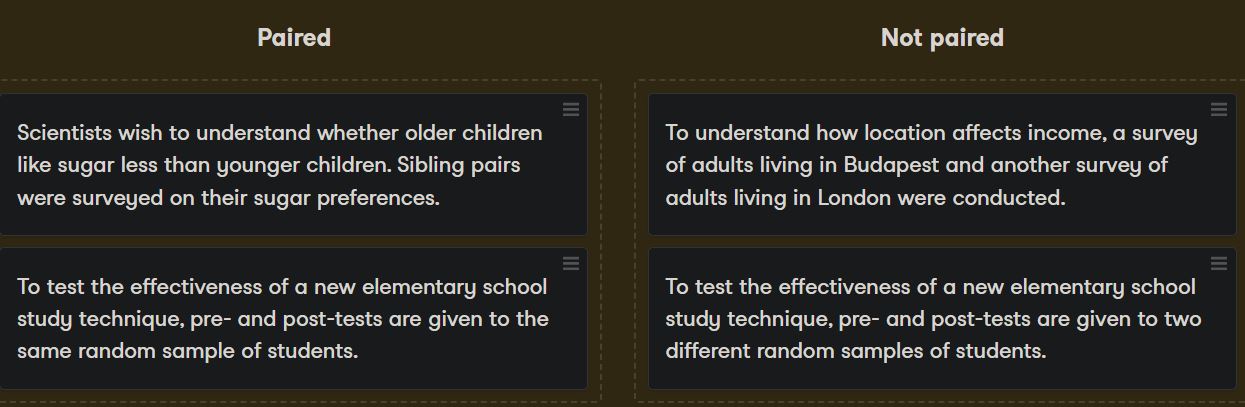 Paired
Scientists wish to understand whether older children
like sugar less than younger children. Sibling pairs
were surveyed on their sugar preferences.
To test the effectiveness of a new elementary school
study technique, pre- and post-tests are given to the
same random sample of students.
Not paired
To understand how location affects income, a survey
of adults living in Budapest and another survey of
adults living in London were conducted.
To test the effectiveness of a new elementary school
study technique, pre- and post-tests are given to two
different random samples of students.